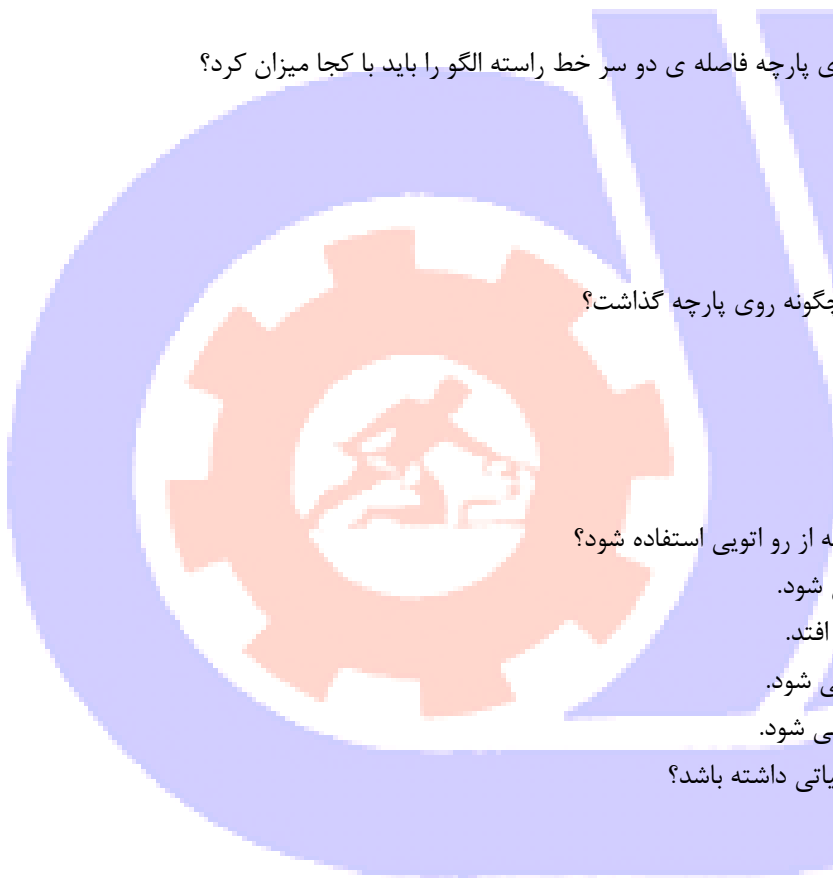 پارچه فاصله ی دو سر خط راسته الگو را باید با کجا میزان کرد؟
چگونه روی پارچه گذاشت؟
از رو اتویی استفاده شود؟
شود.
افتد.
شود.
شود.
داشته باشد؟